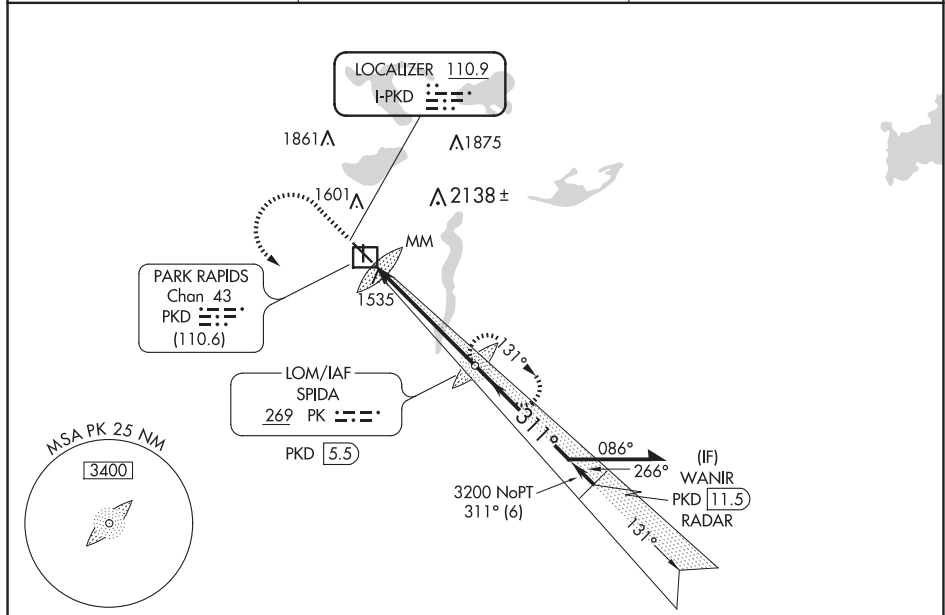 LOCALIZER 110.9
I-PKD
1861
1875
1601
2138 ±
MM
PARK RAPIDS
Chan 43
PKD
(110.6)
1535
LOM/IAF
SPIDA
269 PK
PKD 5.5
131°
311°
086°
266°
(IF)
WANIR
PKD 11.5
RADAR
3200 NoPT
311° (6)
131°
MSA PK 25 NM
3400